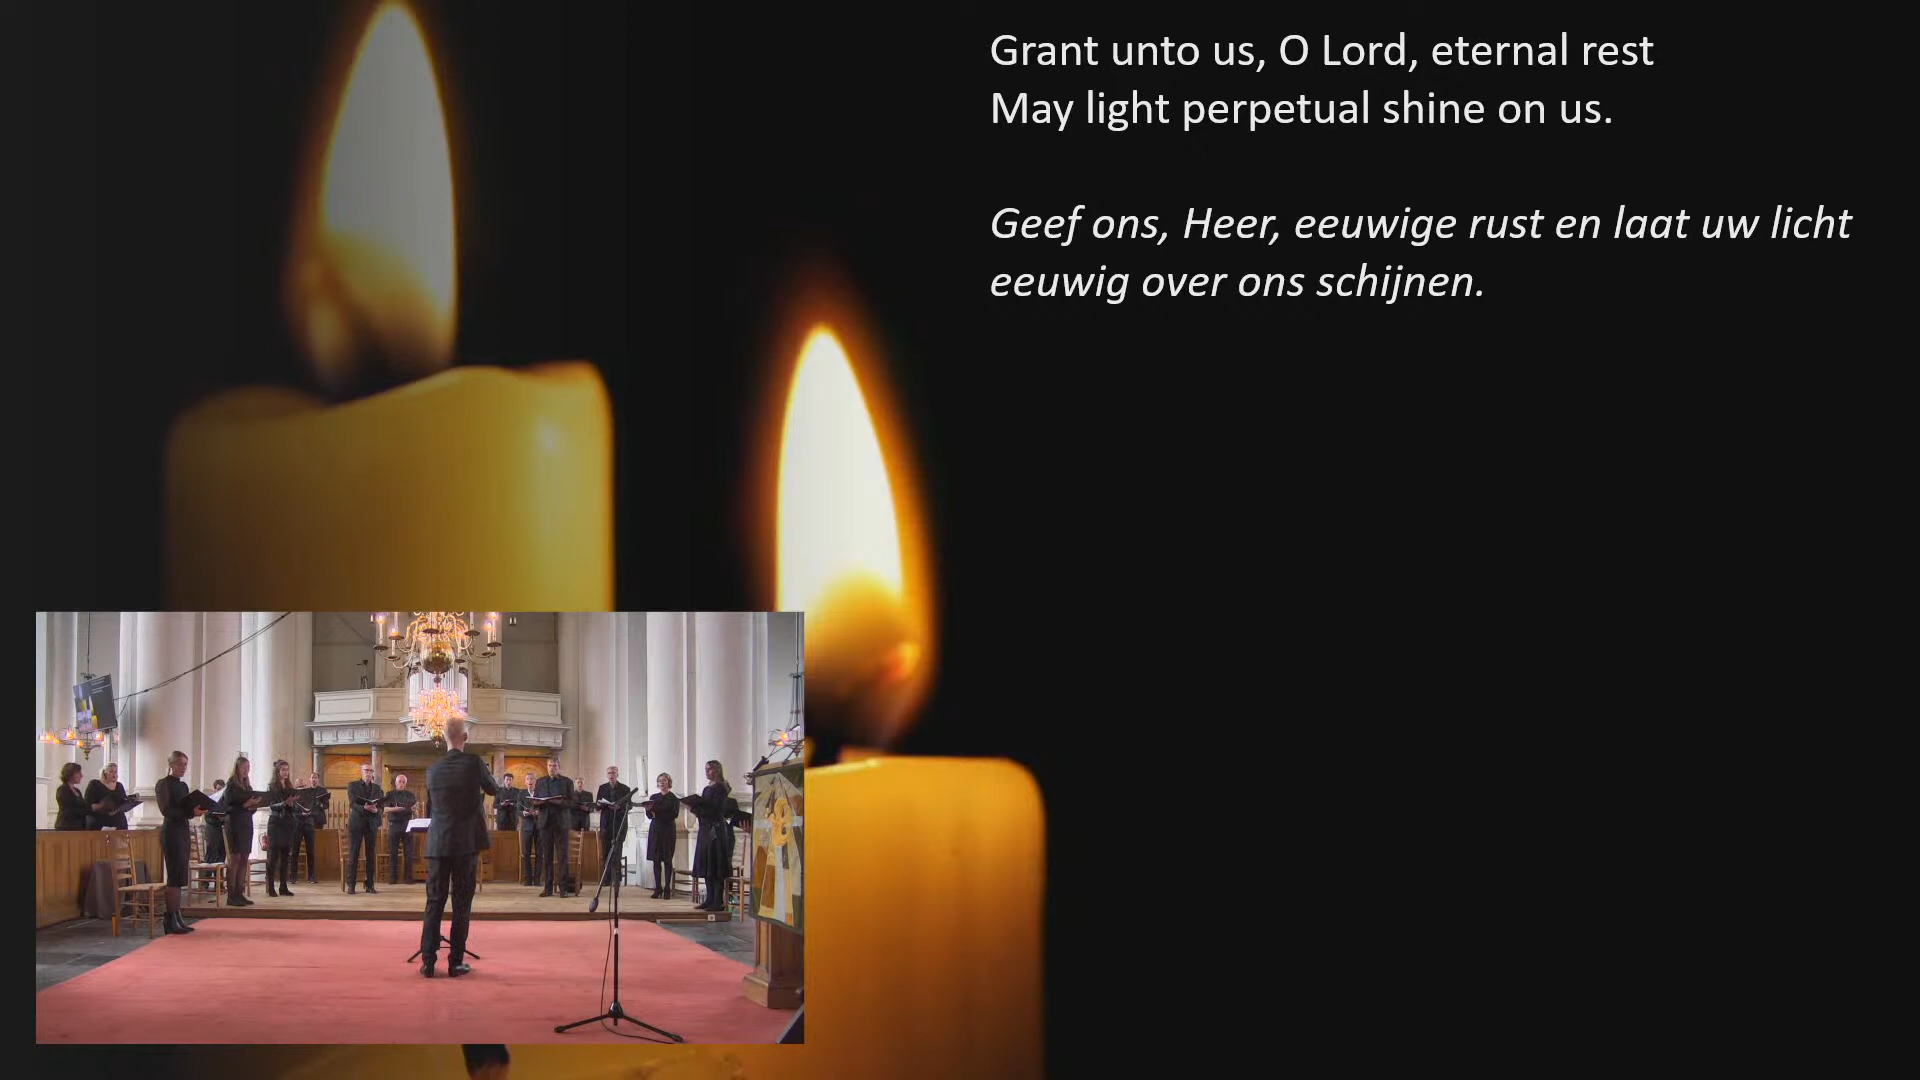 Grant unto us, O Lord, eternal rest
May light perpetual shine on us.
Geef ons, Heer, eeuwige rust en laat uw licht
eeuwig over ons schijnen.